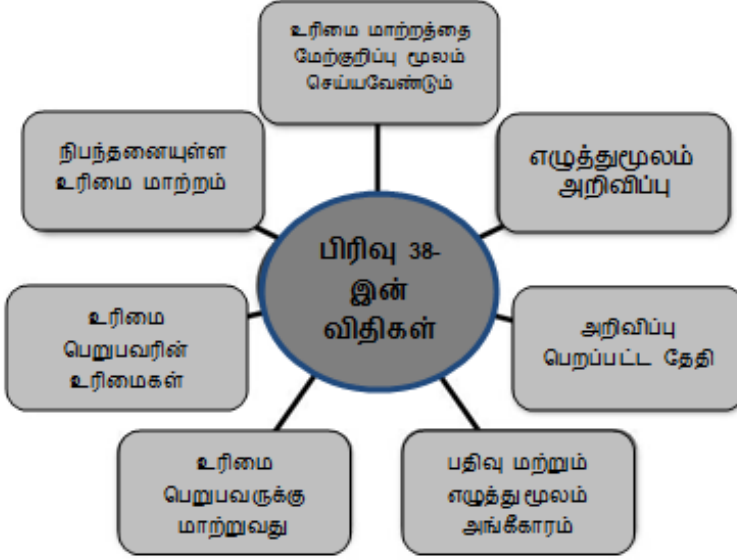 உரிமை மாற்றத்தை
மேற்குறிப்பு மூலம்
செய்யவேண்டும்
எழுத்துமூலம்
அறிவிப்பு
அறிவிப்பு
பெறப்பட்ட தேதி
பதிவு மற்றும்
எழுத்து மூலம்
அங்கீகாரம்
உரிமை
பெறுபவருக்கு
மாற்றுவது
உரிமை
பெறுபவரின்
உரிமைகள்
நிபந்தனையுள்ள
உரிமை மாற்றம்
பிரிவு 38-
இன்
விதிகள்